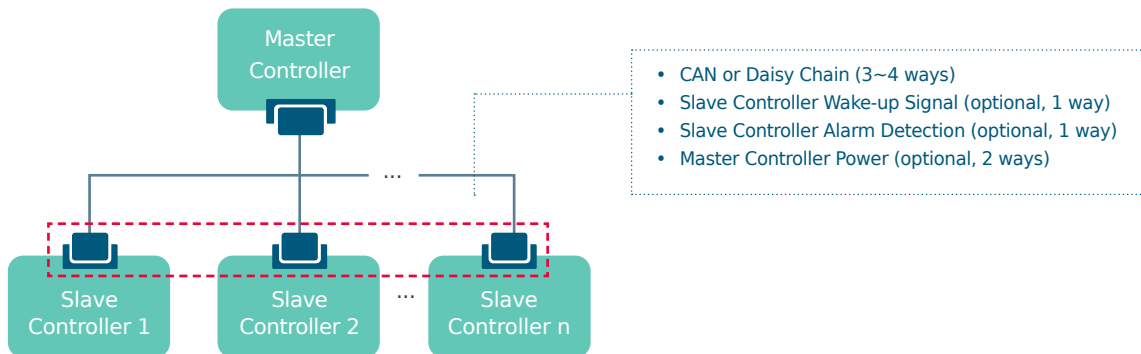 Master
Controller
• CAN or Daisy Chain (3~4 ways)
• Slave Controller Wake-up Signal (optional, 1 way)
• Slave Controller Alarm Detection (optional, 1 way)
• Master Controller Power (optional, 2 ways)
...
Slave
Controller 1
Slave
Controller 2
...
Slave
Controller n